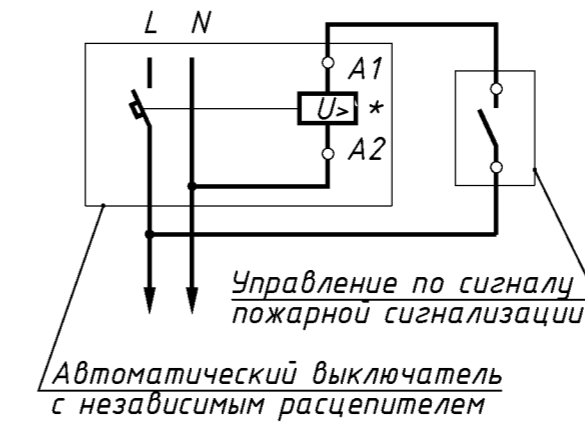 L N
A1
U> *
A2
Управление по сигналу
пожарной сигнализации
Автоматический выключатель
с независимым расцепителем